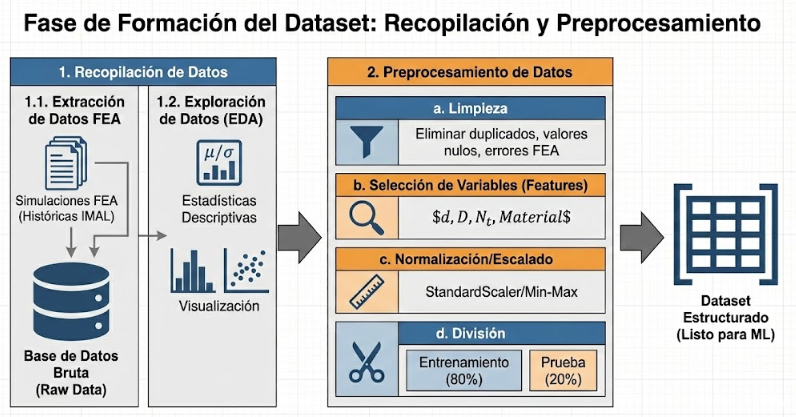 Fase de Formación del Dataset: Recopilación y Preprocesamiento
1. Recopilación de Datos
1.1. Extracción
de Datos FEA
Simulaciones FEA
(Históricas IMAL)
Base de Datos
Bruta
(Raw Data)
1.2. Exploración
de Datos (EDA)
μ/σ
Estadísticas
Descriptivas
Visualización
2. Preprocesamiento de Datos
a. Limpieza
Eliminar duplicados, valores
nulos, errores FEA
b. Selección de Variables (Features)
$d, D, N_t, Material$
c. Normalización/Escalado
StandardScaler/Min-Max
d. División
Entrenamiento
(80%)
Prueba
(20%)
Dataset
Estructurado
(Listo para ML)